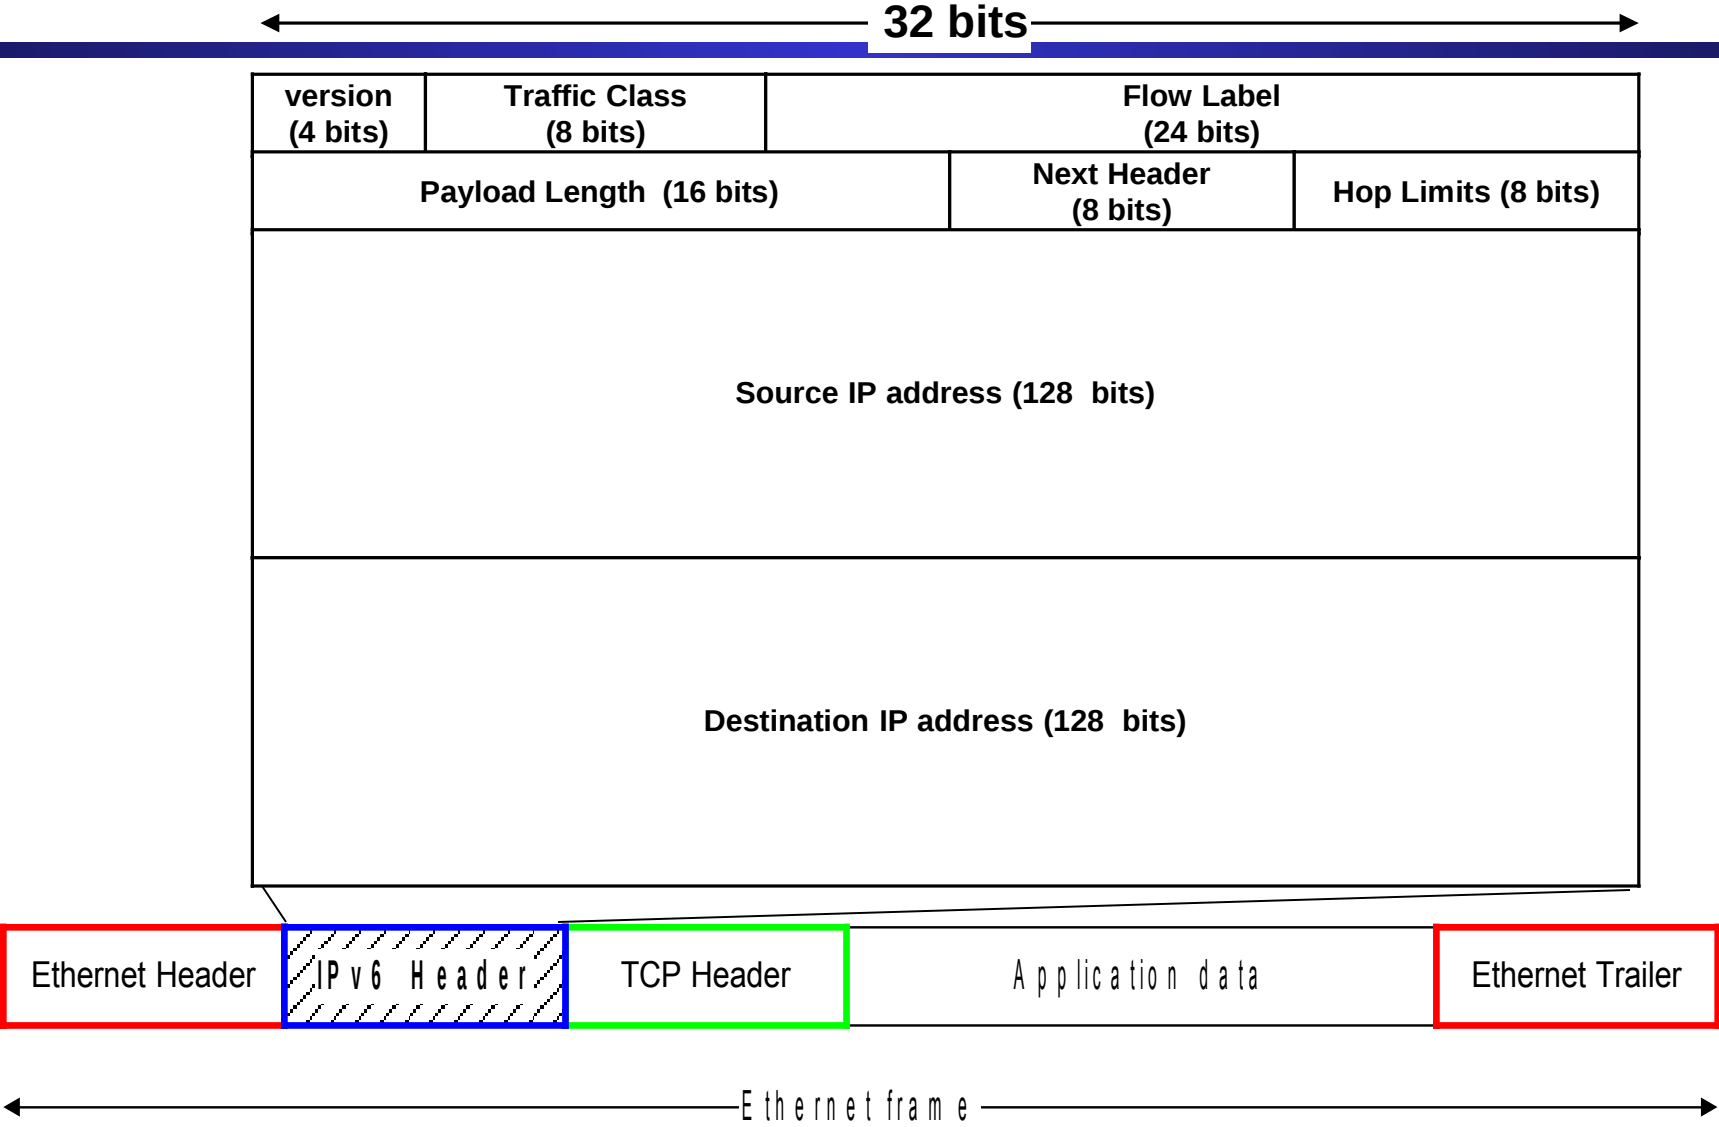 32 bits
version
(4 bits)
Traffic Class
(8 bits)
Flow Label
(24 bits)
Payload Length (16 bits)
Next Header
(8 bits)
Hop Limits (8 bits)
Source IP address (128 bits)
Destination IP address (128 bits)
Ethernet Header
IPv6 Header
TCP Header
Application data
Ethernet Trailer
Ethernet frame